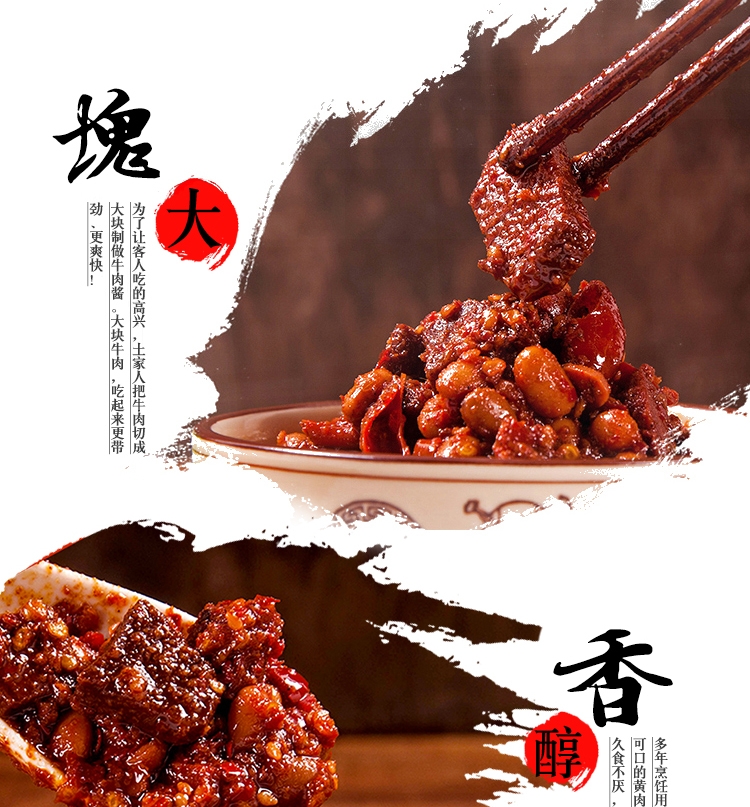 塊
大
为了让客人吃的高兴，土家人把牛肉切成
大块制做牛肉酱。大块牛肉，吃起来更带
劲、更爽快！
香
醇
多年烹饪用
可口的黄肉
久食不厌，